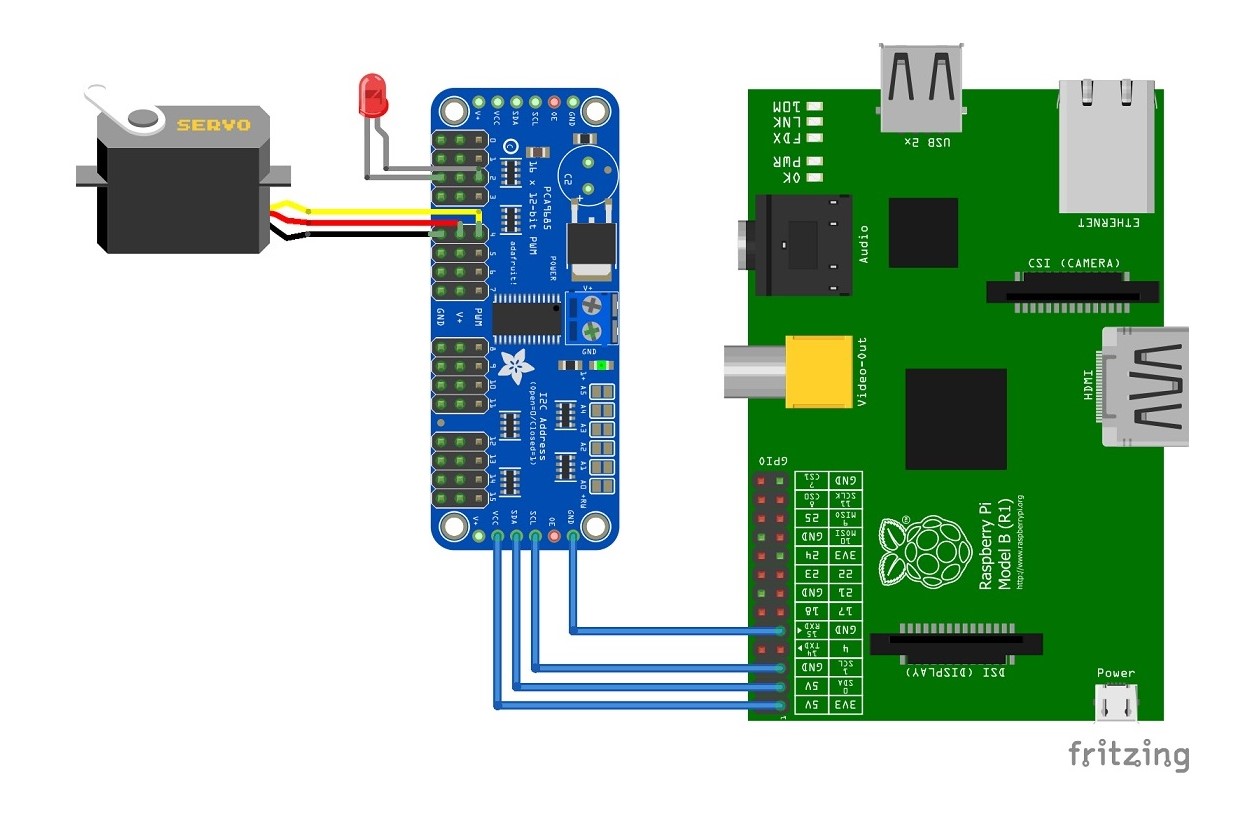 SERVO
V+
VCC
SDA
SCL
OE
GND
0
1
2
3
4
5
6
7
C2
+
16 x 12-bit PWM
PCA9685
adafruit!
POWER
V+
GND
GND
V+
PWM
8
9
10
11
12
13
14
15
I2C Address
(Open=0/Closed=1)
A5
A4
A3
A2
A1
A0
V+
VCC
SDA
SCL
OE
GND
10M
LNK
FDX
PWR
OK
USB 2x
ETHERNET
Audio
CSI (CAMERA)
Video-Out
HDMI
GPIO
CS1 7
GND
CS0 8
SCLK 11
25
MISO 9
GND
MOSI 10
24
3V3
23
22
GND
21
18
17
RXD 15
GND
TXD 14
4
GND
SCL 1
5V
SDA 0
5V
3V3
1
Raspberry Pi
Model B (R1)
http://www.raspberrypi.org
DSI (DISPLAY)
Power
fritzing